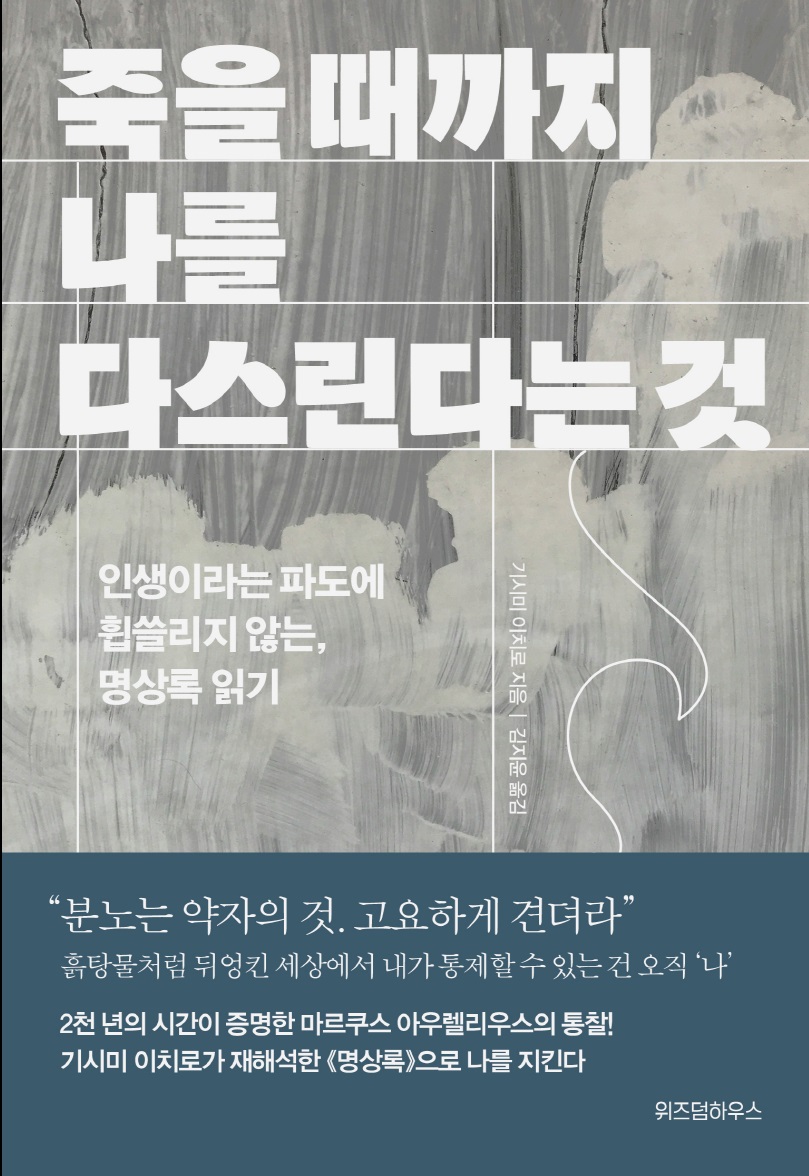 죽을 때까지
나를
다스린다는 것
인생이라는 파도에
휩쓸리지 않는,
명상록 읽기
기시미 이치로 지음 | 김지윤 옮김
“분노는 약자의 것. 고요하게 견뎌라”
흙탕물처럼 뒤엉킨 세상에서 내가 통제할 수 있는 건 오직 ‘나’
2천 년의 시간이 증명한 마르쿠스 아우렐리우스의 통찰!
기시미 이치로가 재해석한 《명상록》으로 나를 지킨다
위즈덤하우스